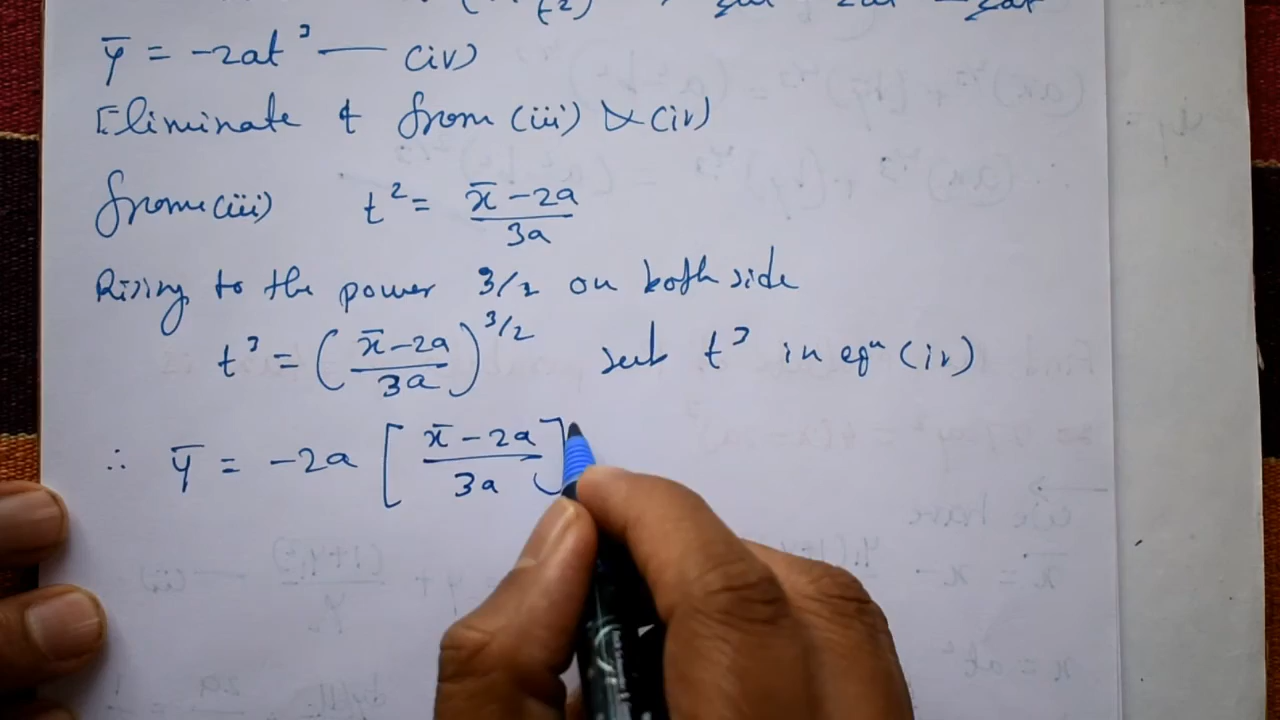 ȳ = -2at³ — (iv)
Eliminate t from (iii) & (iv)
from (iii) t² = (x̄ - 2a)/3a
Rising to the power 3/2 on both side
t³ = ((x̄-2a)/3a)^3/2 sub t³ in eqⁿ (iv)
∴ ȳ = -2a [(x̄ - 2a)/3a]